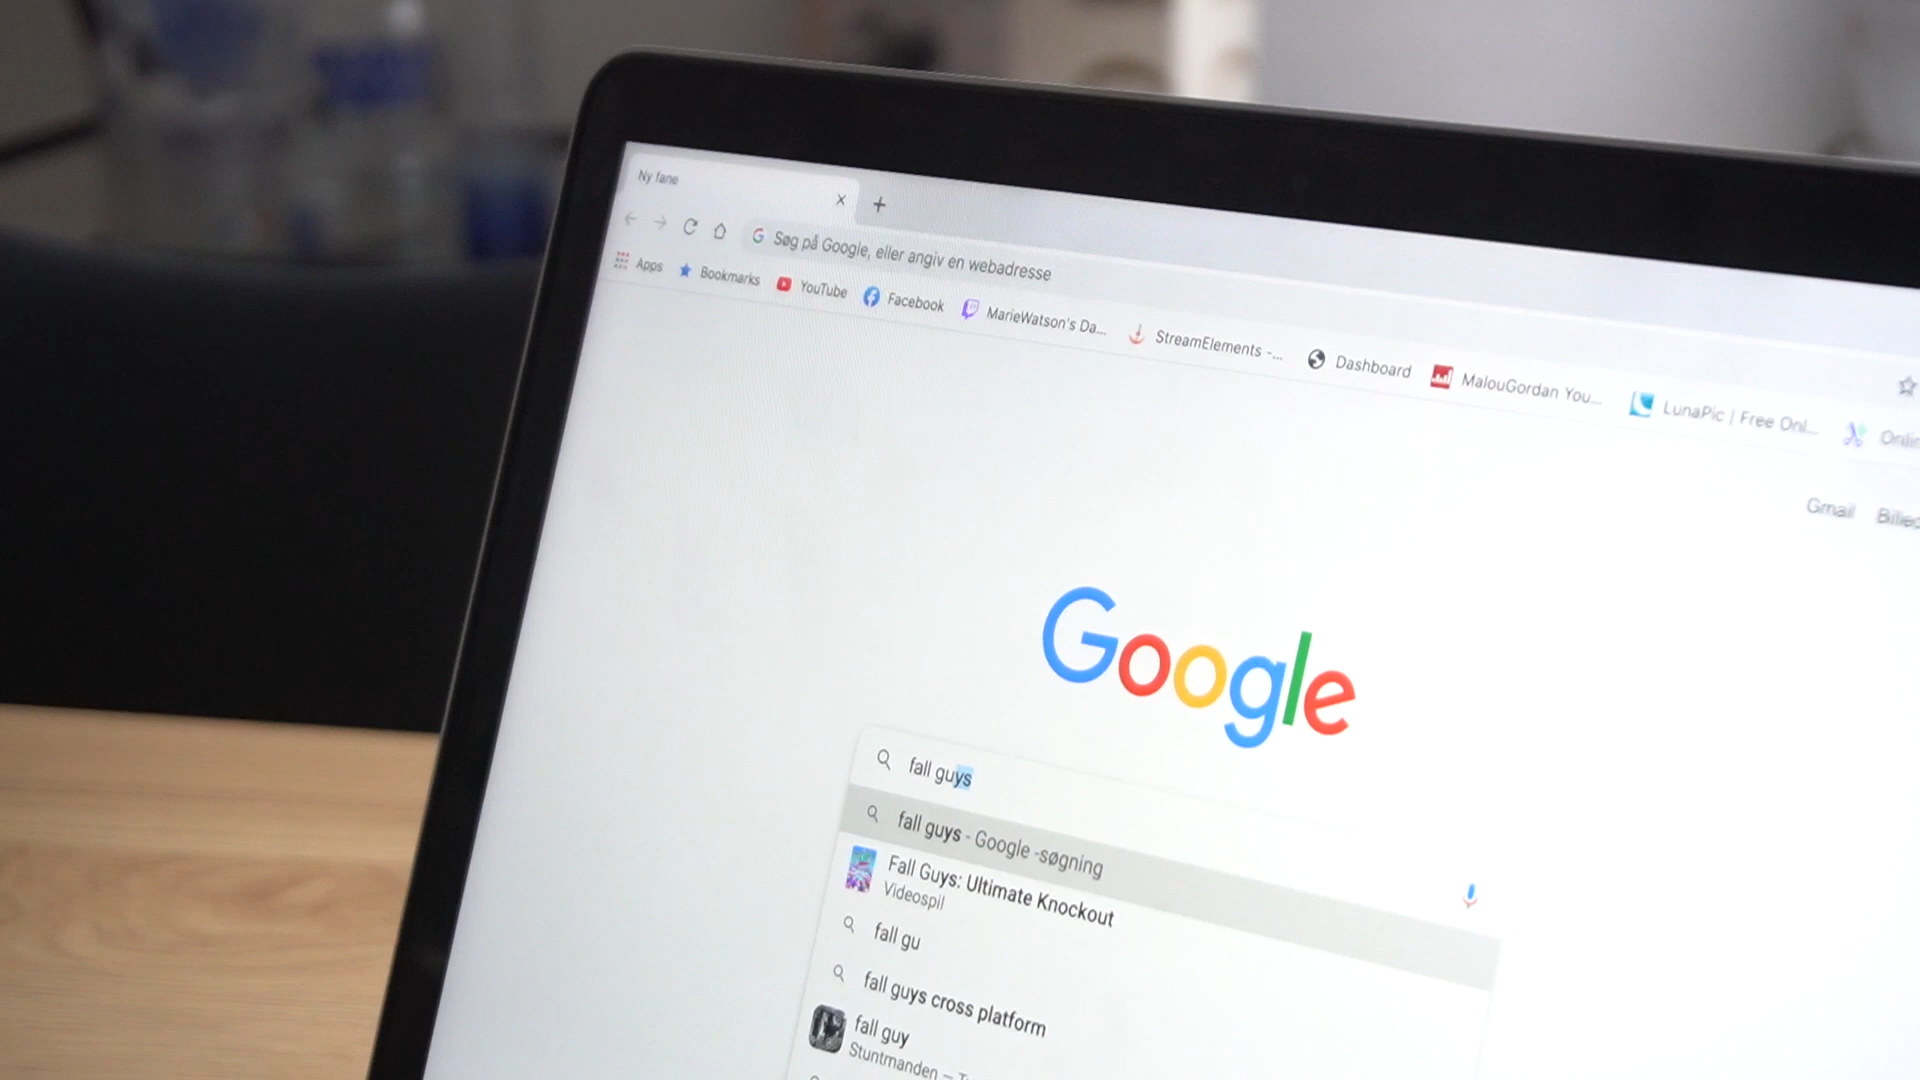 Ny fane
Søg på Google, eller angiv en webadresse
Apps Bookmarks YouTube Facebook MarieWatson's Da... StreamElements -... Dashboard MalouGordan You... LunaPic | Free Onl...
Gmail
Google
fall guys
fall guys - Google -søgning
Fall Guys: Ultimate Knockout
Videospil
fall gu
fall guys cross platform
fall guy
Stuntmanden –